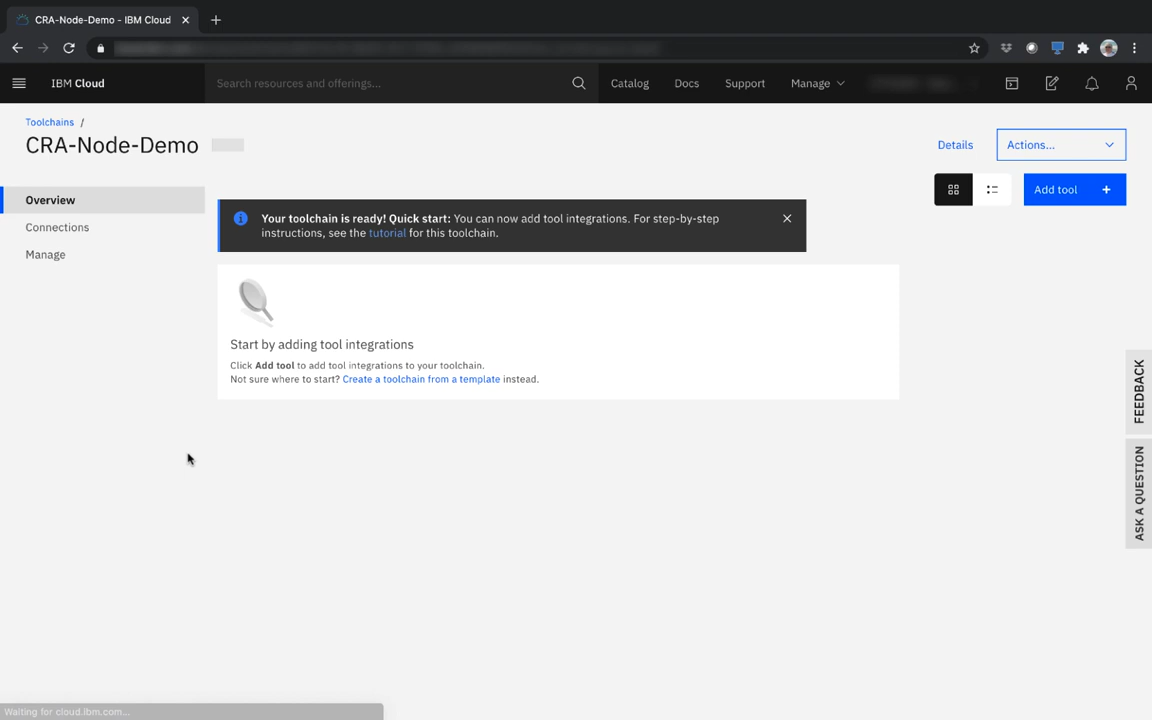 CRA-Node-Demo - IBM Cloud
IBM Cloud
Search resources and offerings...
Catalog
Docs
Support
Manage
Toolchains /
CRA-Node-Demo
Details
Actions...
Add tool +
Overview
Connections
Manage
Your toolchain is ready! Quick start: You can now add tool integrations. For step-by-step
instructions, see the tutorial for this toolchain.
Start by adding tool integrations
Click Add tool to add tool integrations to your toolchain.
Not sure where to start? Create a toolchain from a template instead.
FEEDBACK
ASK A QUESTION
Waiting for cloud.ibm.com...